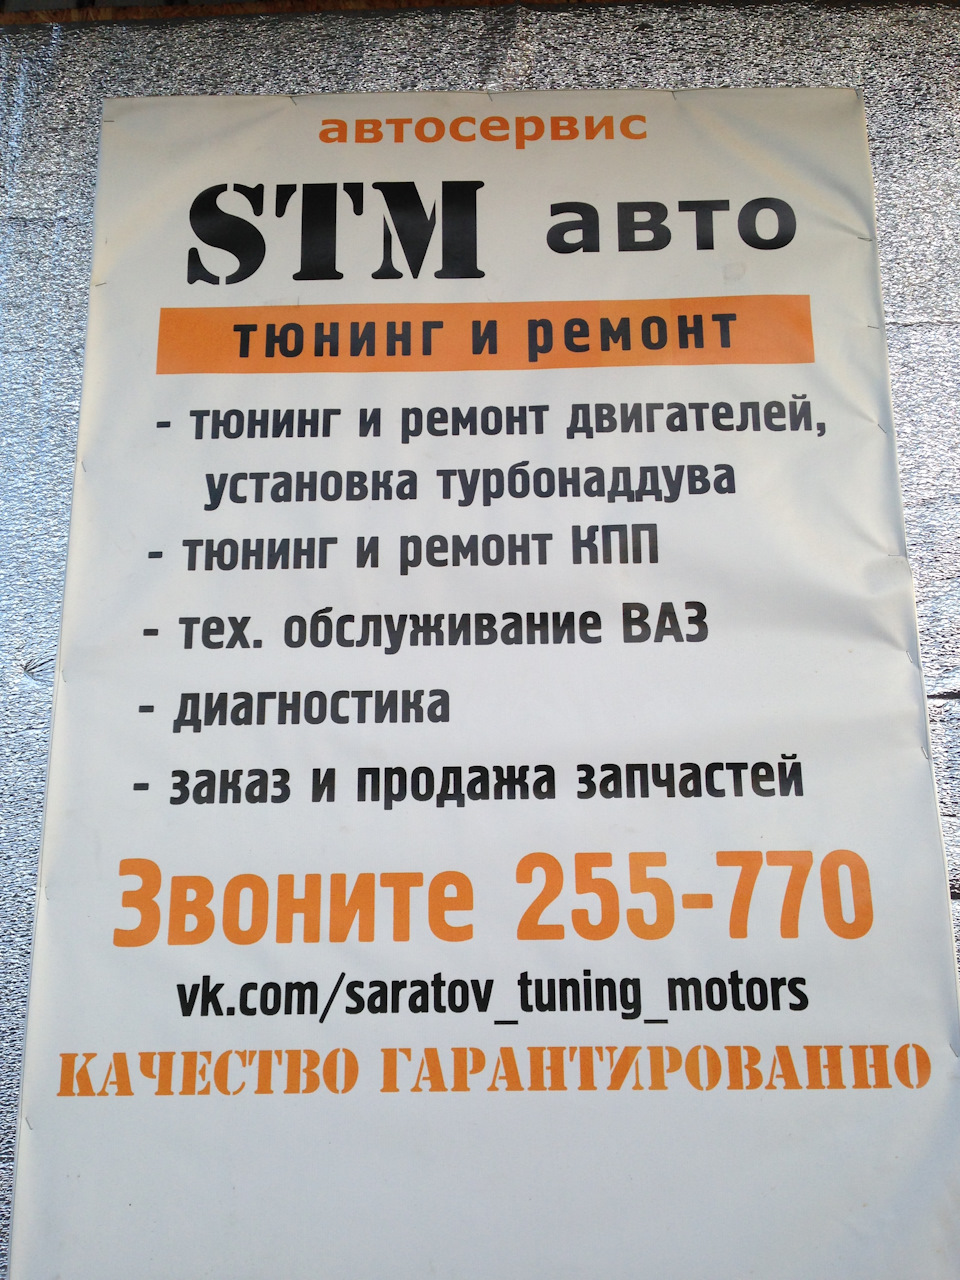 автосервис
STM авто
тюнинг и ремонт
- тюнинг и ремонт двигателей,
установка турбонаддува
- тюнинг и ремонт КПП
- тех. обслуживание ВАЗ
- диагностика
- заказ и продажа запчастей
Звоните 255-770
vk.com/saratov_tuning_motors
КАЧЕСТВО ГАРАНТИРОВАННО